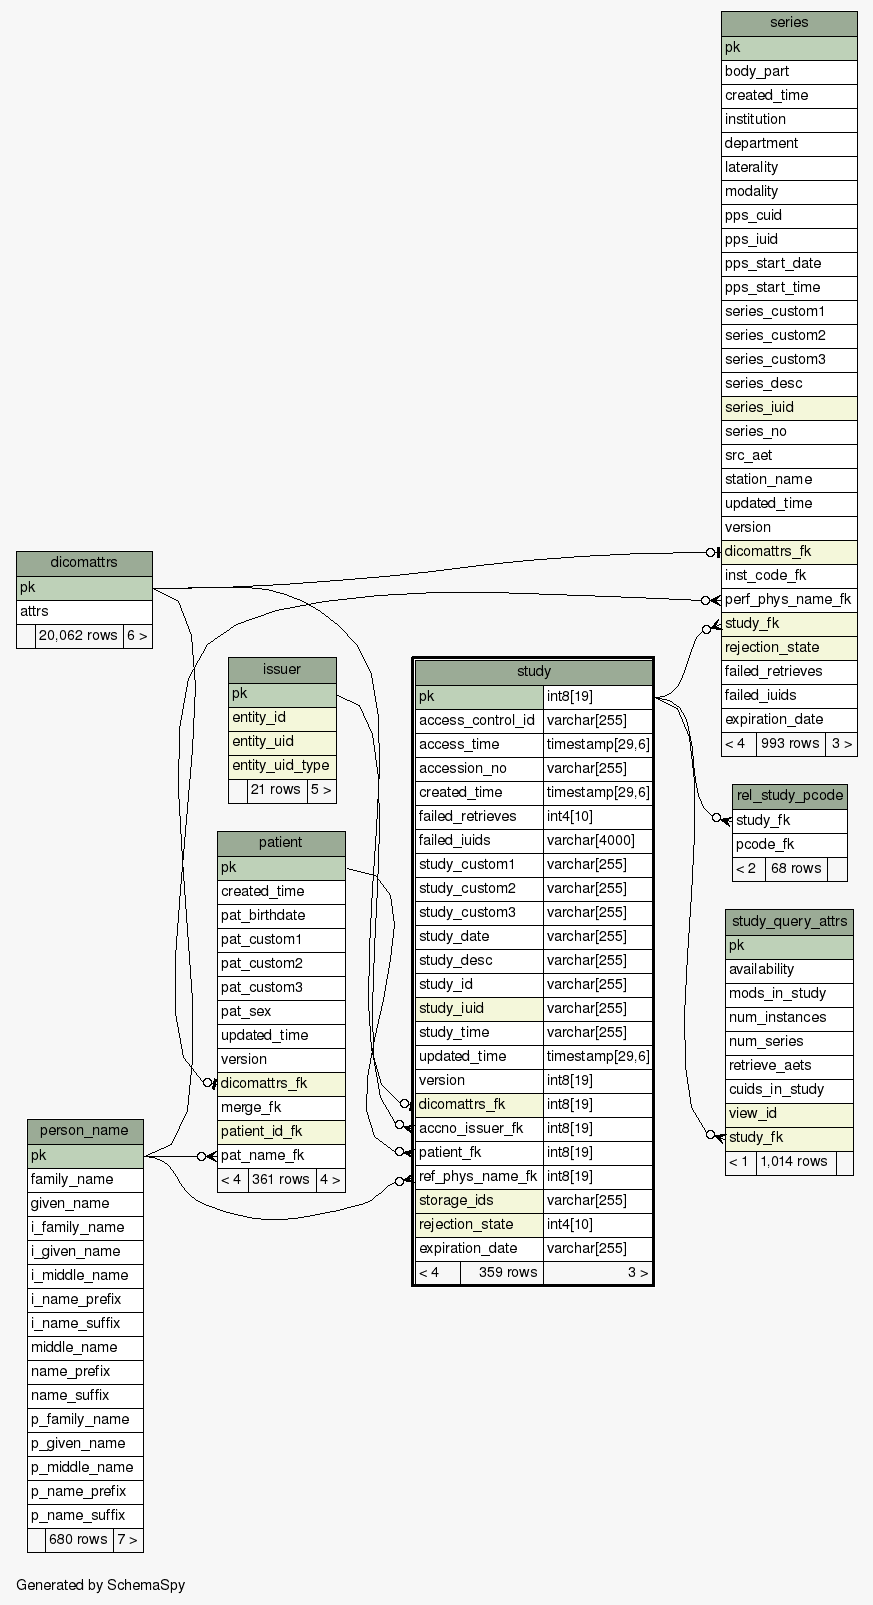 series
pk
body_part
created_time
institution
department
laterality
modality
pps_cuid
pps_iuid
pps_start_date
pps_start_time
series_custom1
series_custom2
series_custom3
series_desc
series_iuid
series_no
src_aet
station_name
updated_time
version
dicomattrs_fk
inst_code_fk
perf_phys_name_fk
study_fk
rejection_state
failed_retrieves
failed_iuids
expiration_date
< 4 993 rows 3 >
dicomattrs
pk
attrs
20,062 rows 6 >
issuer
pk
entity_id
entity_uid
entity_uid_type
21 rows 5 >
patient
pk
created_time
pat_birthdate
pat_custom1
pat_custom2
pat_custom3
pat_sex
updated_time
version
dicomattrs_fk
merge_fk
patient_id_fk
pat_name_fk
< 4 361 rows 4 >
study
pk int8[19]
access_control_id varchar[255]
access_time timestamp[29,6]
accession_no varchar[255]
created_time timestamp[29,6]
failed_retrieves int4[10]
failed_iuids varchar[4000]
study_custom1 varchar[255]
study_custom2 varchar[255]
study_custom3 varchar[255]
study_date varchar[255]
study_desc varchar[255]
study_id varchar[255]
study_iuid varchar[255]
study_time varchar[255]
updated_time timestamp[29,6]
version int8[19]
dicomattrs_fk int8[19]
accno_issuer_fk int8[19]
patient_fk int8[19]
ref_phys_name_fk int8[19]
storage_ids varchar[255]
rejection_state int4[10]
expiration_date varchar[255]
< 4 359 rows 3 >
rel_study_pcode
study_fk
pcode_fk
< 2 68 rows
study_query_attrs
pk
availability
mods_in_study
num_instances
num_series
retrieve_aets
cuids_in_study
view_id
study_fk
< 1 1,014 rows
person_name
pk
family_name
given_name
i_family_name
i_given_name
i_middle_name
i_name_prefix
i_name_suffix
middle_name
name_prefix
name_suffix
p_family_name
p_given_name
p_middle_name
p_name_prefix
p_name_suffix
680 rows 7 >
Generated by SchemaSpy